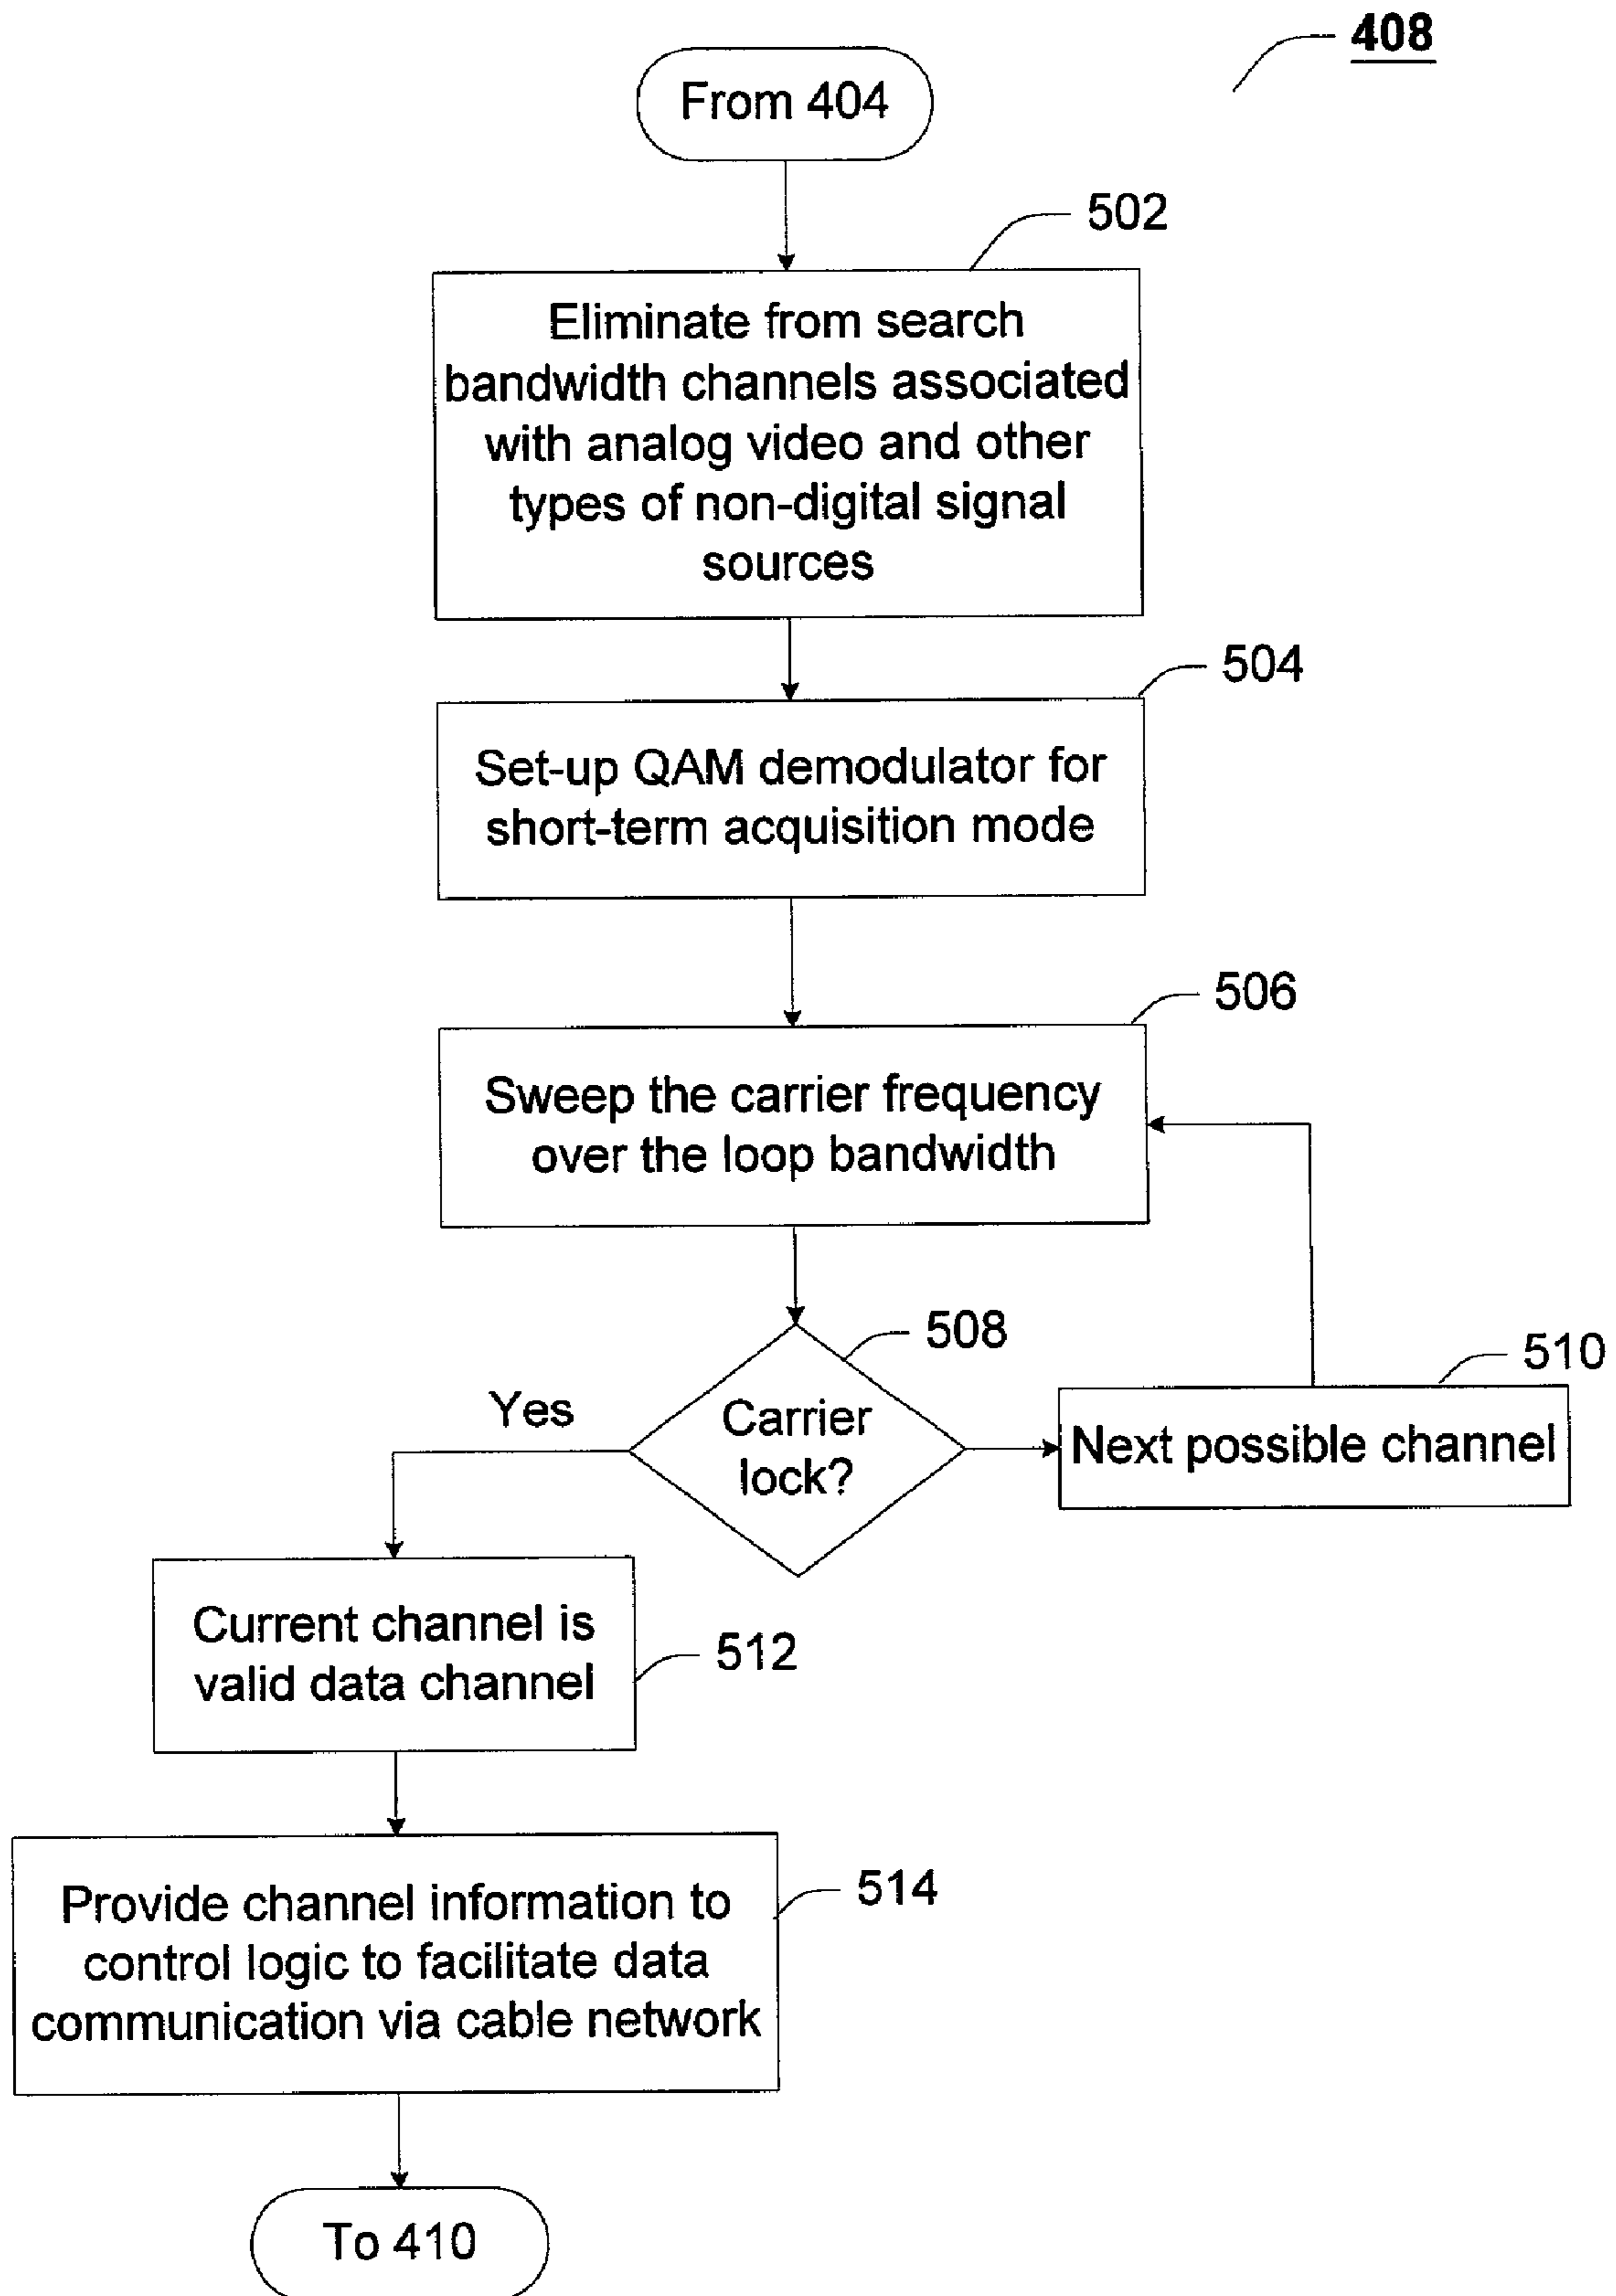 408
From 404
502
Eliminate from search
bandwidth channels associated
with analog video and other
types of non-digital signal
sources
504
Set-up QAM demodulator for
short-term acquisition mode
506
Sweep the carrier frequency
over the loop bandwidth
508
Carrier
lock?
Yes
510
Next possible channel
Current channel is
valid data channel
512
Provide channel information to
control logic to facilitate data
communication via cable network
514
To 410